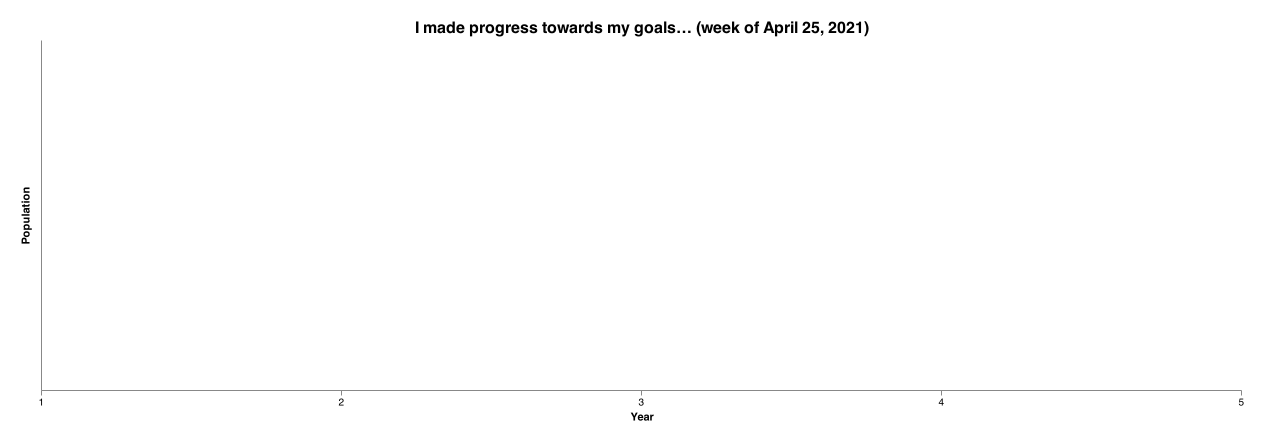 I made progress towards my goals… (week of April 25, 2021)
Population
1 2 3 4 5
Year